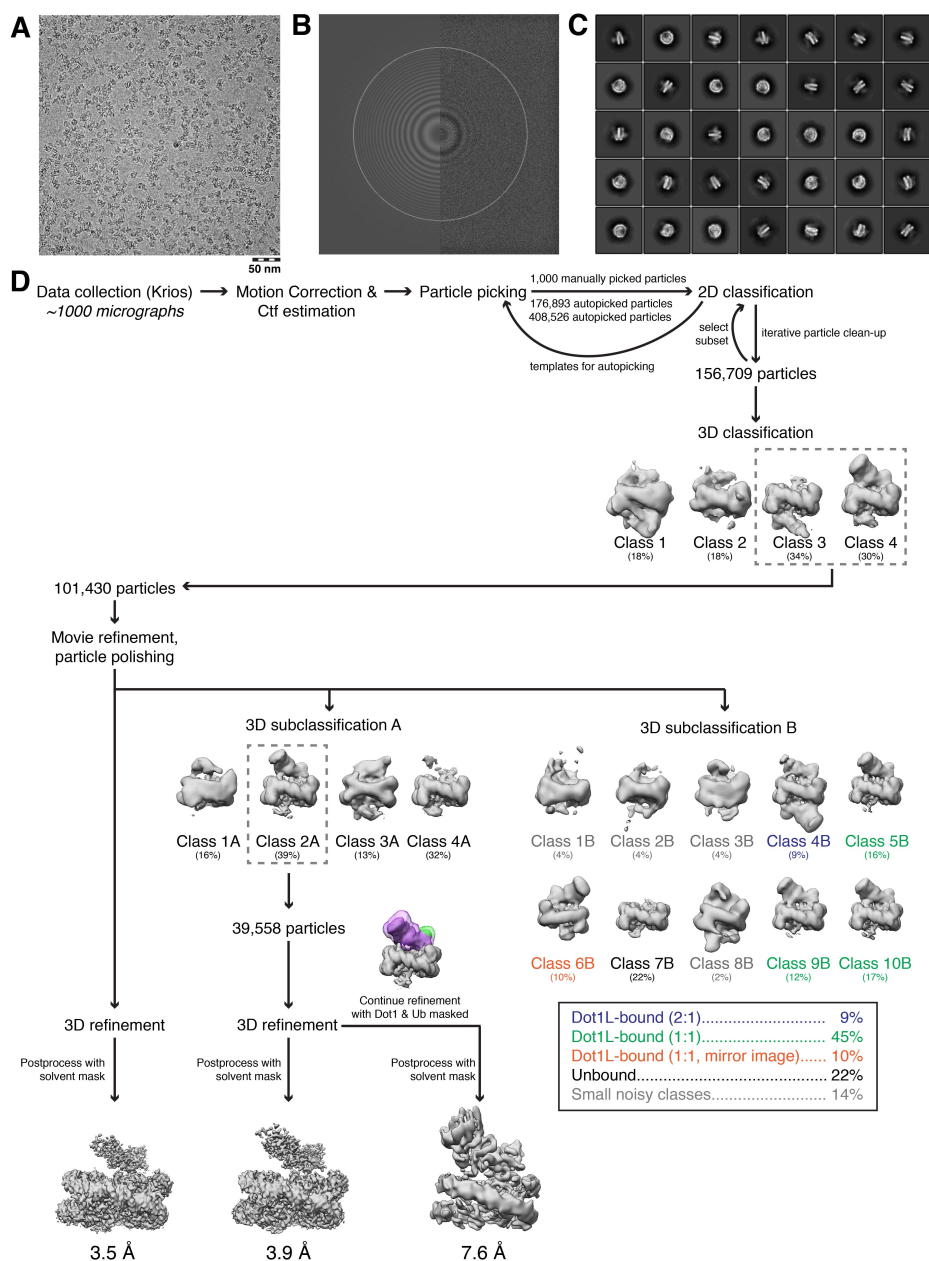 A
B
C
50 nm
D
Data collection (Krios)
~1000 micrographs
Motion Correction &
Ctf estimation
Particle picking
1,000 manually picked particles
176,893 autopicked particles
408,526 autopicked particles
templates for autopicking
2D classification
select
subset
iterative particle clean-up
156,709 particles
3D classification
Class 1
(18%)
Class 2
(18%)
Class 3
(34%)
Class 4
(30%)
101,430 particles
Movie refinement,
particle polishing
3D subclassification A
Class 1A
(16%)
Class 2A
(39%)
Class 3A
(13%)
Class 4A
(32%)
3D subclassification B
Class 1B
(4%)
Class 2B
(4%)
Class 3B
(4%)
Class 4B
(9%)
Class 5B
(16%)
Class 6B
(10%)
Class 7B
(22%)
Class 8B
(2%)
Class 9B
(12%)
Class 10B
(17%)
39,558 particles
Continue refinement
with Dot1 & Ub masked
3D refinement
3D refinement
Postprocess with
solvent mask
Postprocess with
solvent mask
Postprocess with
solvent mask
Dot1L-bound (2:1)............................ 9%
Dot1L-bound (1:1)............................ 45%
Dot1L-bound (1:1, mirror image)...... 10%
Unbound............................................ 22%
Small noisy classes......................... 14%
3.5 Å
3.9 Å
7.6 Å